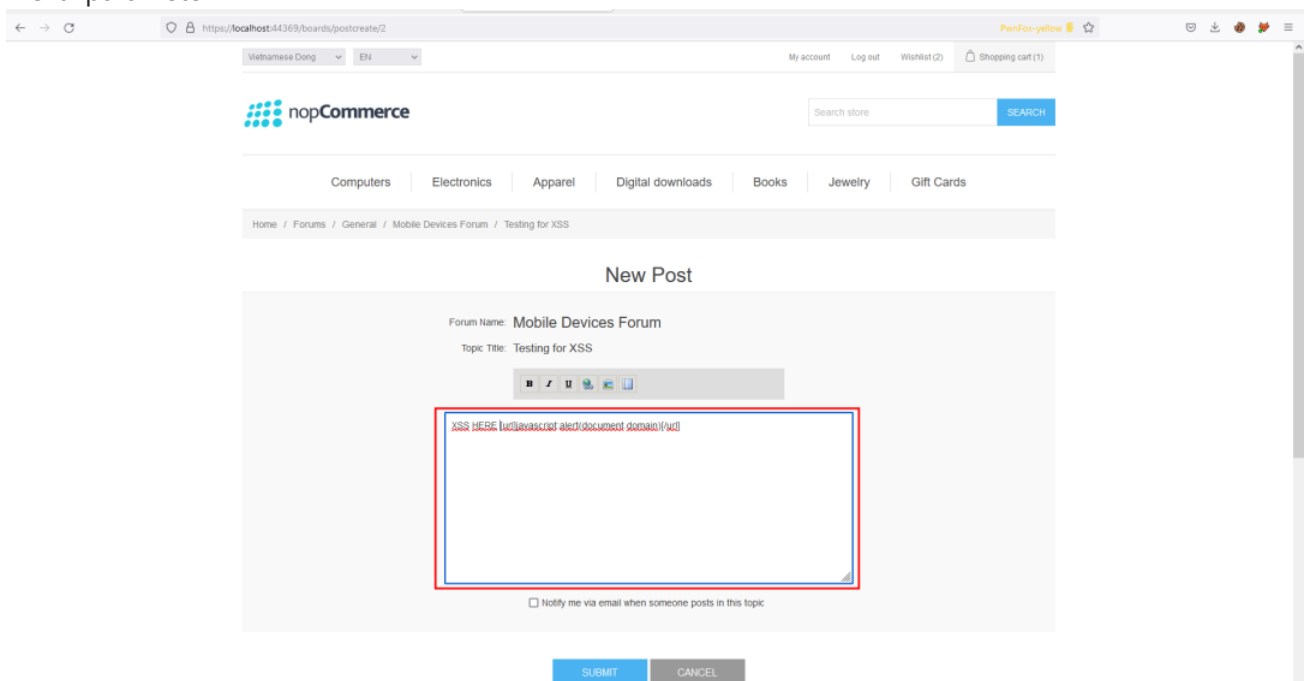 https://localhost:44369/boards/postcreate/2
PwnFox-yellow
Vietnamese Dong
EN
My account
Log out
Wishlist (2)
Shopping cart (1)
nopCommerce
Search store
SEARCH
Computers
Electronics
Apparel
Digital downloads
Books
Jewelry
Gift Cards
Home / Forums / General / Mobile Devices Forum / Testing for XSS
New Post
Forum Name: Mobile Devices Forum
Topic Title: Testing for XSS
B I U
XSS HERE [url]javascript:alert(document.domain)[/url]
Notify me via email when someone posts in this topic
SUBMIT
CANCEL